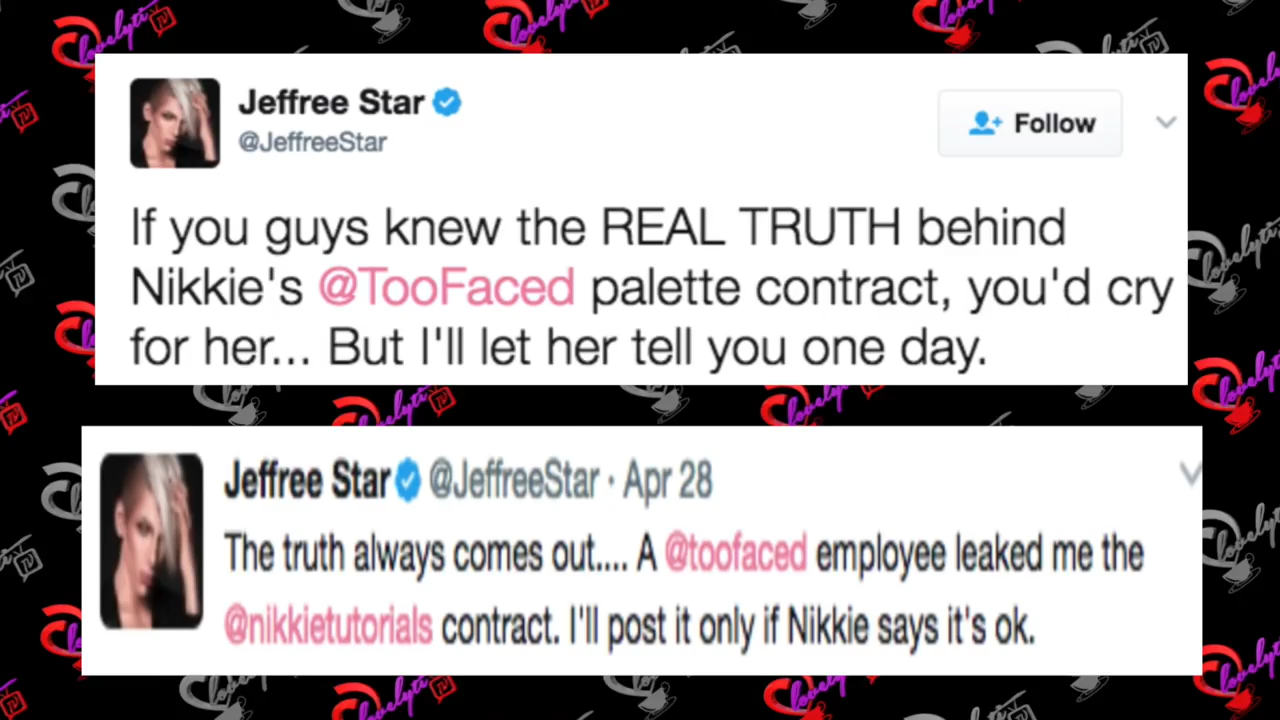 Jeffree Star
@JeffreeStar
Follow
If you guys knew the REAL TRUTH behind
Nikkie's @TooFaced palette contract, you'd cry
for her... But I'll let her tell you one day.
Jeffree Star @JeffreeStar · Apr 28
The truth always comes out.... A @toofaced employee leaked me the
@nikkietutorials contract. I'll post it only if Nikkie says it's ok.